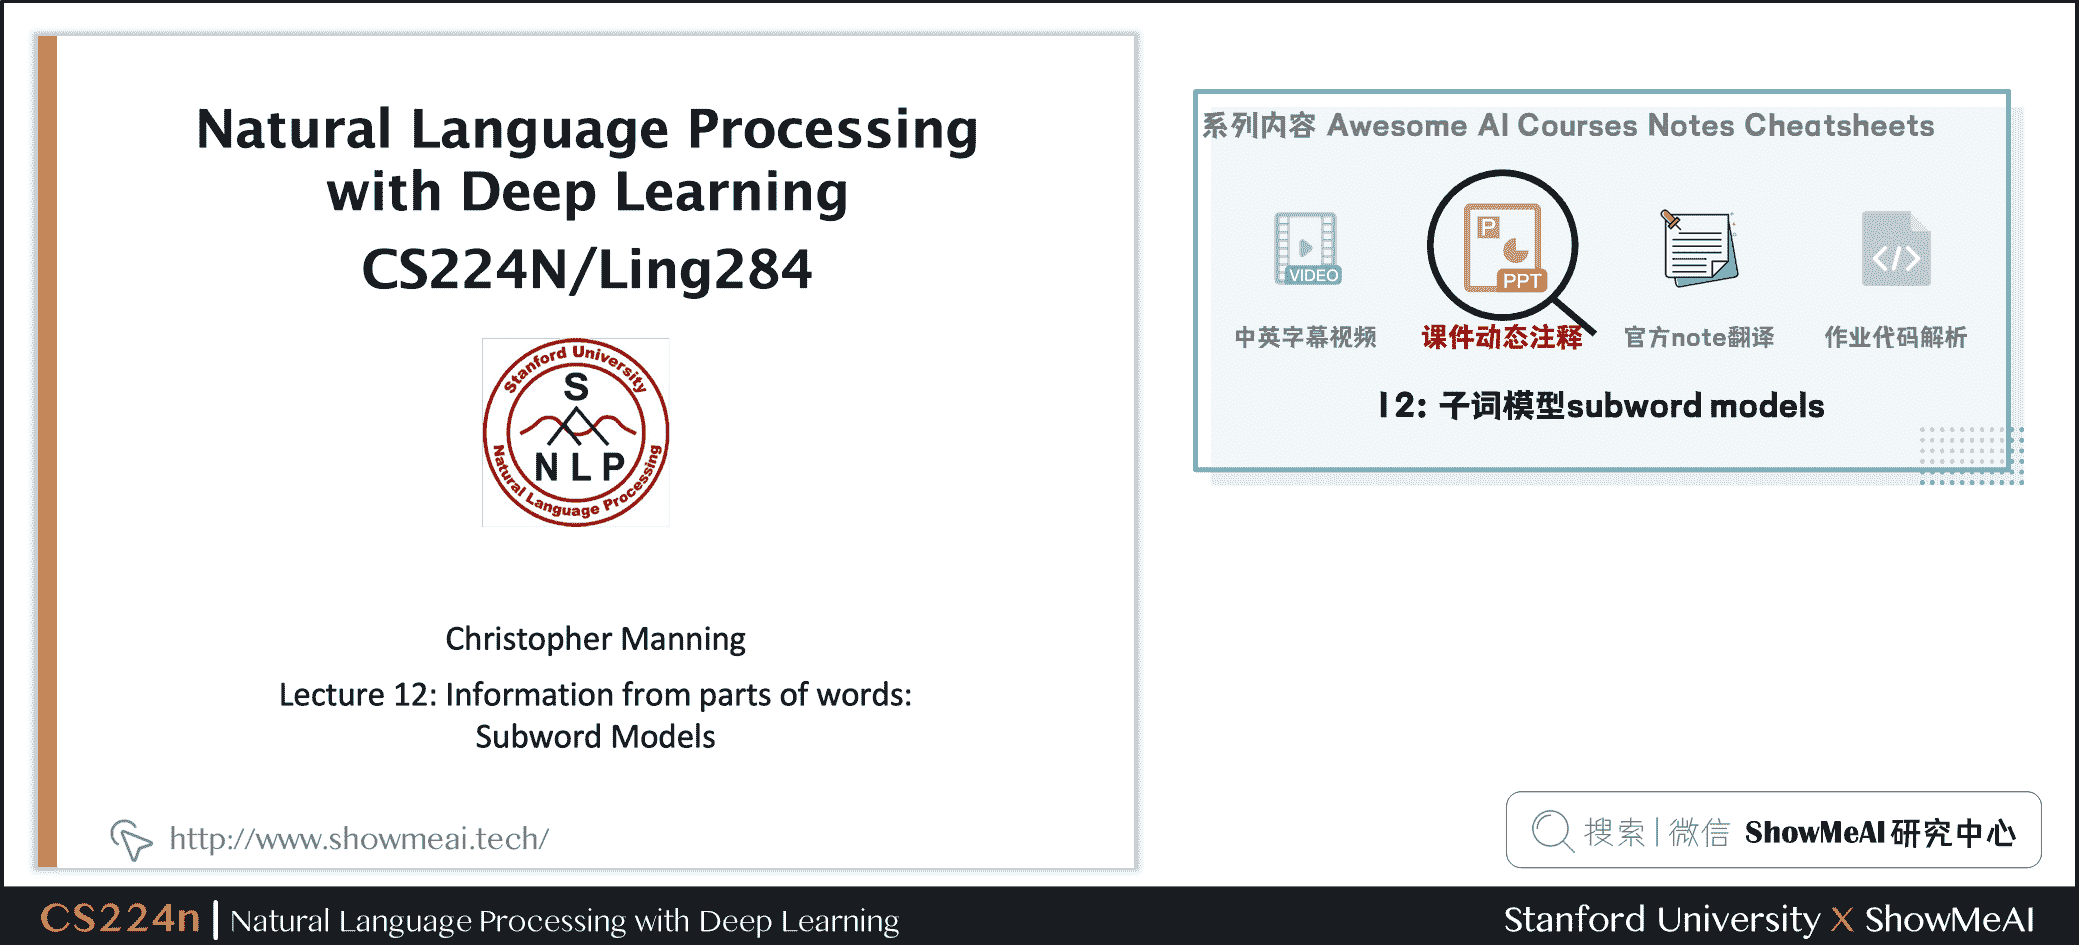 Natural Language Processing
with Deep Learning
CS224N/Ling284
Stanford University
S
NLP
Natural Language Processing
Christopher Manning
Lecture 12: Information from parts of words:
Subword Models
http://www.showmeai.tech/
系列内容 Awesome AI Courses Notes Cheatsheets
VIDEO
P
PPT
</>
中英字幕视频
课件动态注释
官方note翻译
作业代码解析
12: 子词模型subword models
搜索|微信 ShowMeAI研究中心
CS224n | Natural Language Processing with Deep Learning
Stanford University X ShowMeAI